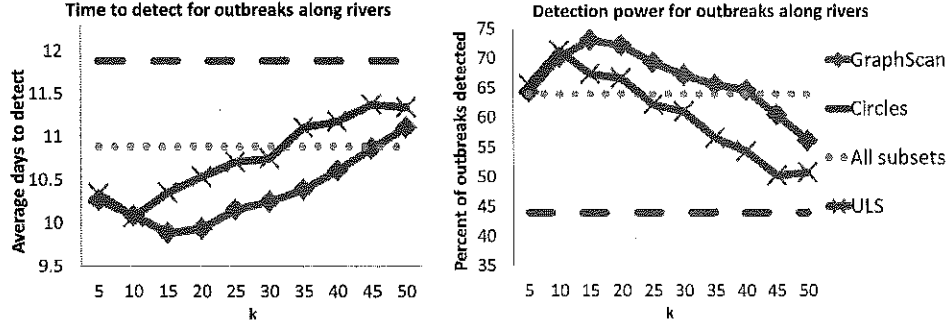 Time to detect for outbreaks along rivers
Average days to detect
12
11.5
11
10.5
10
9.5
5 10 15 20 25 30 35 40 45 50
k
Detection power for outbreaks along rivers
Percent of outbreaks detected
75
70
65
60
55
50
45
40
35
5 10 15 20 25 30 35 40 45 50
k
GraphScan
Circles
All subsets
ULS